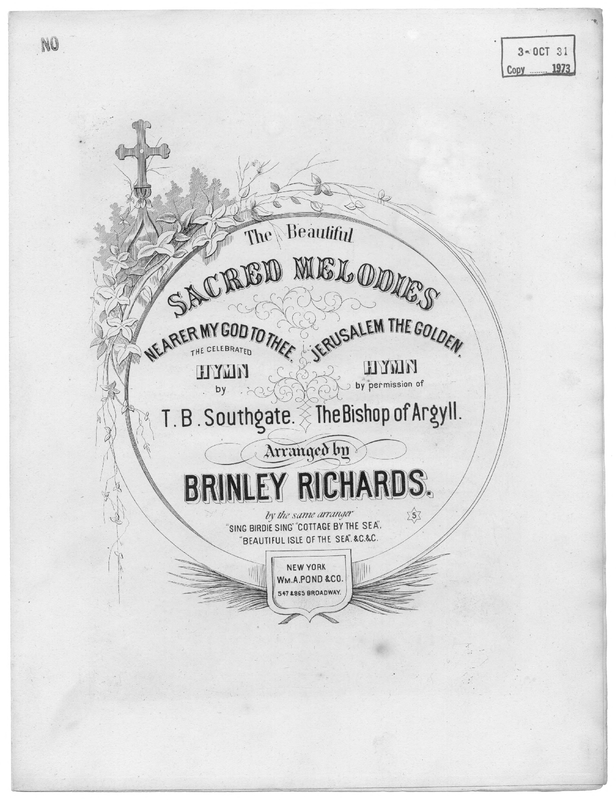 NO
3- OCT 31
Copy 1973
The Beautiful
SACRED MELODIES
NEARER MY GOD TO THEE.
THE CELEBRATED
HYMN
by
T. B. Southgate.
JERUSALEM THE GOLDEN.
HYMN
by permission of
The Bishop of Argyll.
Arranged by
BRINLEY RICHARDS.
by the same arranger
"SING BIRDIE SING" "COTTAGE BY THE SEA".
"BEAUTIFUL ISLE OF THE SEA". &C. &C.
5
NEW YORK
WM. A. POND & CO.
547 & 865 BROADWAY.